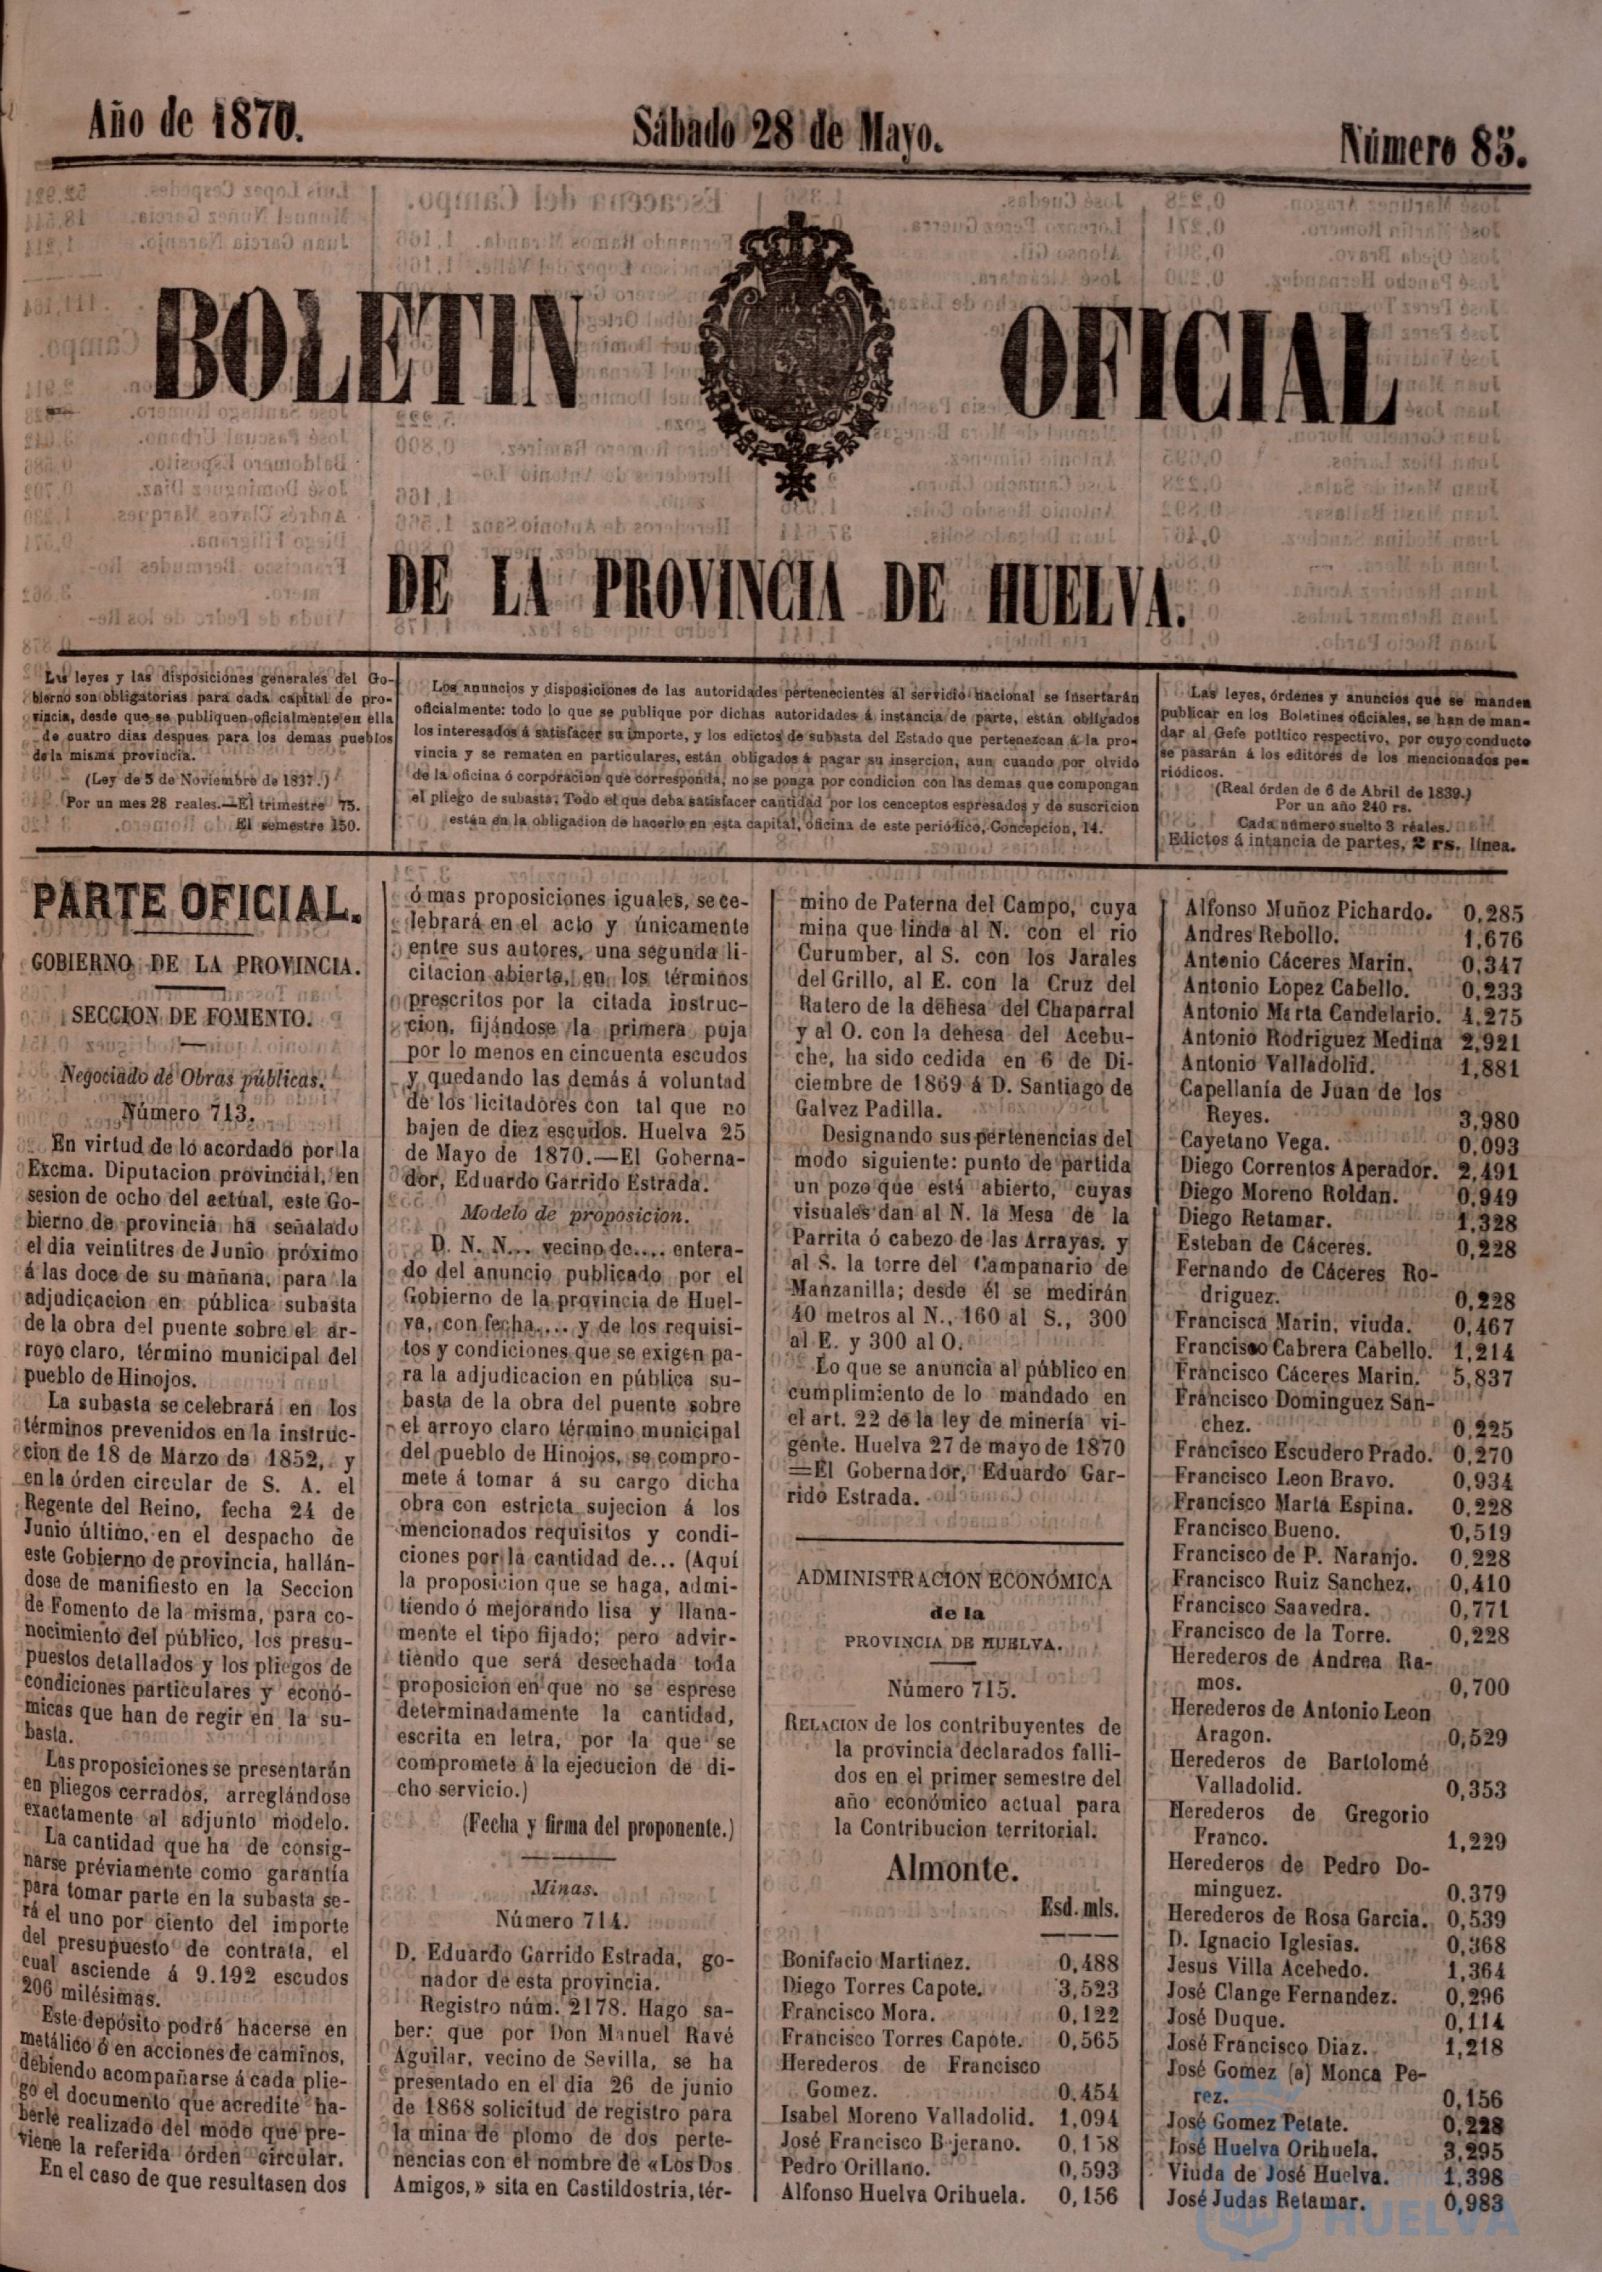 Año de 1870.
Sábado 28 de Mayo.
Número 85.
BOLETIN OFICIAL
DE LA PROVINCIA DE HUELVA.
Las leyes y las disposiciones generales del Go-
bierno son obligatorias para cada capital de pro-
vincia, desde que se publiquen oficialmente en ella
de cuatro dias despues para los demas pueblos
de la misma provincia.
(Ley de 5 de Noviembre de 1837.)
Por un mes 28 reales.—El trimestre 75.
El semestre 150.
Los anuncios y disposiciones de las autoridades pertenecientes al servicio nacional se insertarán
oficialmente: todo lo que se publique por dichas autoridades á instancia de parte, están obligados
los interesados á satisfacer su importe, y los edictos de subasta del Estado que pertenezcan á la pro-
vincia y se rematen en particulares, están obligados á pagar su insercion, aun cuando por olvido
de la oficina ó corporacion que corresponda, no se ponga por condicion con las demas que compongan
el pliego de subasta. Todo el que deba satisfacer cantidad por los cenceptos espresados y de suscricion
están en la obligacion de hacerlo en esta capital, oficina de este periódico, Concepcion, 14.
Las leyes, órdenes y anuncios que se manden
publicar en los Boletines oficiales, se han de man-
dar al Gefe potltico respectivo, por cuyo conducto
se pasarán á los editores de los mencionados pe-
riódicos.
(Real órden de 6 de Abril de 1839.)
Por un año 240 rs.
Cada número suelto 3 réales.
Edictos á intancia de partes, 2 rs. línea.
PARTE OFICIAL.
GOBIERNO DE LA PROVINCIA.
SECCION DE FOMENTO.
Negociado de Obras públicas.
Número 713.
En virtud de lo acordado por la
Excma. Diputacion provincial, en
sesion de ocho del actual, este Go-
bierno de provincia ha señalado
el dia veintitres de Junio próximo
á las doce de su mañana, para la
adjudicacion en pública subasta
de la obra del puente sobre el ar-
royo claro, término municipal del
pueblo de Hinojos.
La subasta se celebrará en los
términos prevenidos en la instruc-
cion de 18 de Marzo de 1852, y
en la órden circular de S. A. el
Regente del Reino, fecha 24 de
Junio último, en el despacho de
este Gobierno de provincia, hallán-
dose de manifiesto en la Seccion
de Fomento de la misma, para co-
nocimiento del público, los presu-
puestos detallados y los pliegos de
condiciones particulares y econó-
micas que han de regir en la su-
basta.
Las proposiciones se presentarán
en pliegos cerrados, arreglándose
exactamente al adjunto modelo.
La cantidad que ha de consig-
narse préviamente como garantía
para tomar parte en la subasta se-
rá el uno por ciento del importe
del presupuesto de contrata, el
cual asciende á 9.192 escudos
206 milésimas.
Este depósito podrá hacerse en
metálico ó en acciones de caminos,
debiendo acompañarse á cada plie-
go el documento que acredite ha-
berle realizado del modo que pre-
viene la referida órden circular.
En el caso de que resultasen dos
ó mas proposiciones iguales, se ce-
lebrará en el acto y únicamente
entre sus autores, una segunda li-
citacion abierta, en los términos
prescritos por la citada instruc-
cion, fijándose la primera puja
por lo menos en cincuenta escudos
y quedando las demás á voluntad
de los licitadores con tal que no
bajen de diez escudos. Huelva 25
de Mayo de 1870.—El Goberna-
dor, Eduardo Garrido Estrada.
Modelo de proposicion.
D. N. N... vecino de.... entera-
do del anuncio publicado por el
Gobierno de la provincia de Huel-
va, con fecha.... y de los requisi-
tos y condiciones que se exigen pa-
ra la adjudicacion en pública su-
basta de la obra del puente sobre
el arroyo claro término municipal
del pueblo de Hinojos, se compro-
mete á tomar á su cargo dicha
obra con estricta sujecion á los
mencionados requisitos y condi-
ciones por la cantidad de... (Aquí
la proposicion que se haga, admi-
tiendo ó mejorando lisa y llana-
mente el tipo fijado; pero advir-
tiendo que será desechada toda
proposicion en que no se esprese
determinadamente la cantidad,
escrita en letra, por la que se
compromete á la ejecucion de di-
cho servicio.)
(Fecha y firma del proponente.)
Minas.
Número 714.
D. Eduardo Garrido Estrada, go-
nador de esta provincia.
Registro núm. 2178. Hago sa-
ber: que por Don Manuel Ravé
Aguilar, vecino de Sevilla, se ha
presentado en el dia 26 de junio
de 1868 solicitud de registro para
la mina de plomo de dos perte-
nencias con el nombre de «Los Dos
Amigos,» sita en Castildostria, tér-
mino de Paterna del Campo, cuya
mina que linda al N. con el rio
Curumber, al S. con los Jarales
del Grillo, al E. con la Cruz del
Ratero de la dehesa del Chaparral
y al O. con la dehesa del Acebu-
che, ha sido cedida en 6 de Di-
ciembre de 1869 á D. Santiago de
Galvez Padilla.
Designando sus pertenencias del
modo siguiente: punto de partida
un pozo que está abierto, cuyas
visuales dan al N. la Mesa de la
Parrita ó cabezo de las Arrayas, y
al S. la torre del Campanario de
Manzanilla; desde él se medirán
40 metros al N., 160 al S., 300
al E. y 300 al O.
Lo que se anuncia al público en
cumplimiento de lo mandado en
el art. 22 de la ley de minería vi-
gente. Huelva 27 de mayo de 1870
=El Gobernador, Eduardo Gar-
rido Estrada.
ADMINISTRACION ECONÓMICA
de la
PROVINCIA DE HUELVA.
Número 715.
RELACION de los contribuyentes de
la provincia declarados falli-
dos en el primer semestre del
año económico actual para
la Contribucion territorial.
Almonte.
Esd. mls.
Bonifacio Martinez. 0,488
Diego Torres Capote. 3,523
Francisco Mora. 0,122
Francisco Torres Capote. 0,565
Herederos de Francisco
Gomez. 0.454
Isabel Moreno Valladolid. 1,094
José Francisco Bejerano. 0,158
Pedro Orillano. 0,593
Alfonso Huelva Orihuela. 0,156
Alfonso Muñoz Pichardo. 0,285
Andres Rebollo. 1,676
Antonio Cáceres Marin. 0,347
Antonio Lopez Cabello. 0,233
Antonio Marta Candelario. 4,275
Antonio Rodriguez Medina 2,921
Antonio Valladolid. 1,881
Capellanía de Juan de los
Reyes. 3,980
Cayetano Vega. 0,093
Diego Correntos Aperador. 2,491
Diego Moreno Roldan. 0,949
Diego Retamar. 1,328
Esteban de Cáceres. 0,228
Fernando de Cáceres Ro-
driguez. 0,228
Francisca Marin, viuda. 0,467
Francisco Cabrera Cabello. 1,214
Francisco Cáceres Marin. 5,837
Francisco Dominguez San-
chez. 0,225
Francisco Escudero Prado. 0,270
Francisco Leon Bravo. 0,934
Francisco Marta Espina. 0,228
Francisco Bueno. 0,519
Francisco de P. Naranjo. 0,228
Francisco Ruiz Sanchez. 0,410
Francisco Saavedra. 0,771
Francisco de la Torre. 0,228
Herederos de Andrea Ra-
mos. 0,700
Herederos de Antonio Leon
Aragon. 0,529
Herederos de Bartolomé
Valladolid. 0,353
Herederos de Gregorio
Franco. 1,229
Herederos de Pedro Do-
minguez. 0.379
Herederos de Rosa Garcia. 0,539
D. Ignacio Iglesias. 0,368
Jesus Villa Acebedo. 1,364
José Clange Fernandez. 0,296
José Duque. 0,114
José Francisco Diaz. 1,218
José Gomez (a) Monca Pe-
rez. 0,156
José Gomez Petate. 0,228
José Huelva Orihuela. 3,295
Viuda de José Huelva. 1,398
José Judas Retamar. 0,983
HUELVA